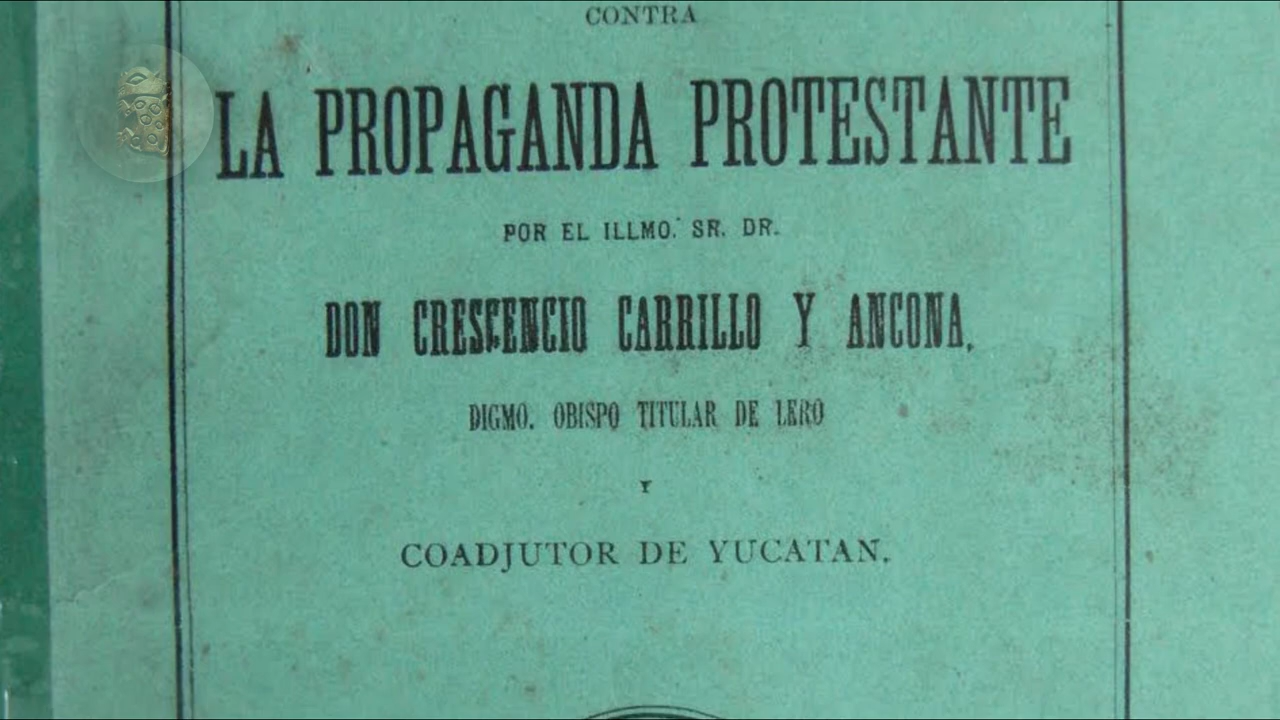 CONTRA
LA PROPAGANDA PROTESTANTE
POR EL ILLMO. SR. DR.
DON CRESCENCIO CARRILLO Y ANCONA,
DIGMO. OBISPO TITULAR DE LERO
Y
COADJUTOR DE YUCATAN.